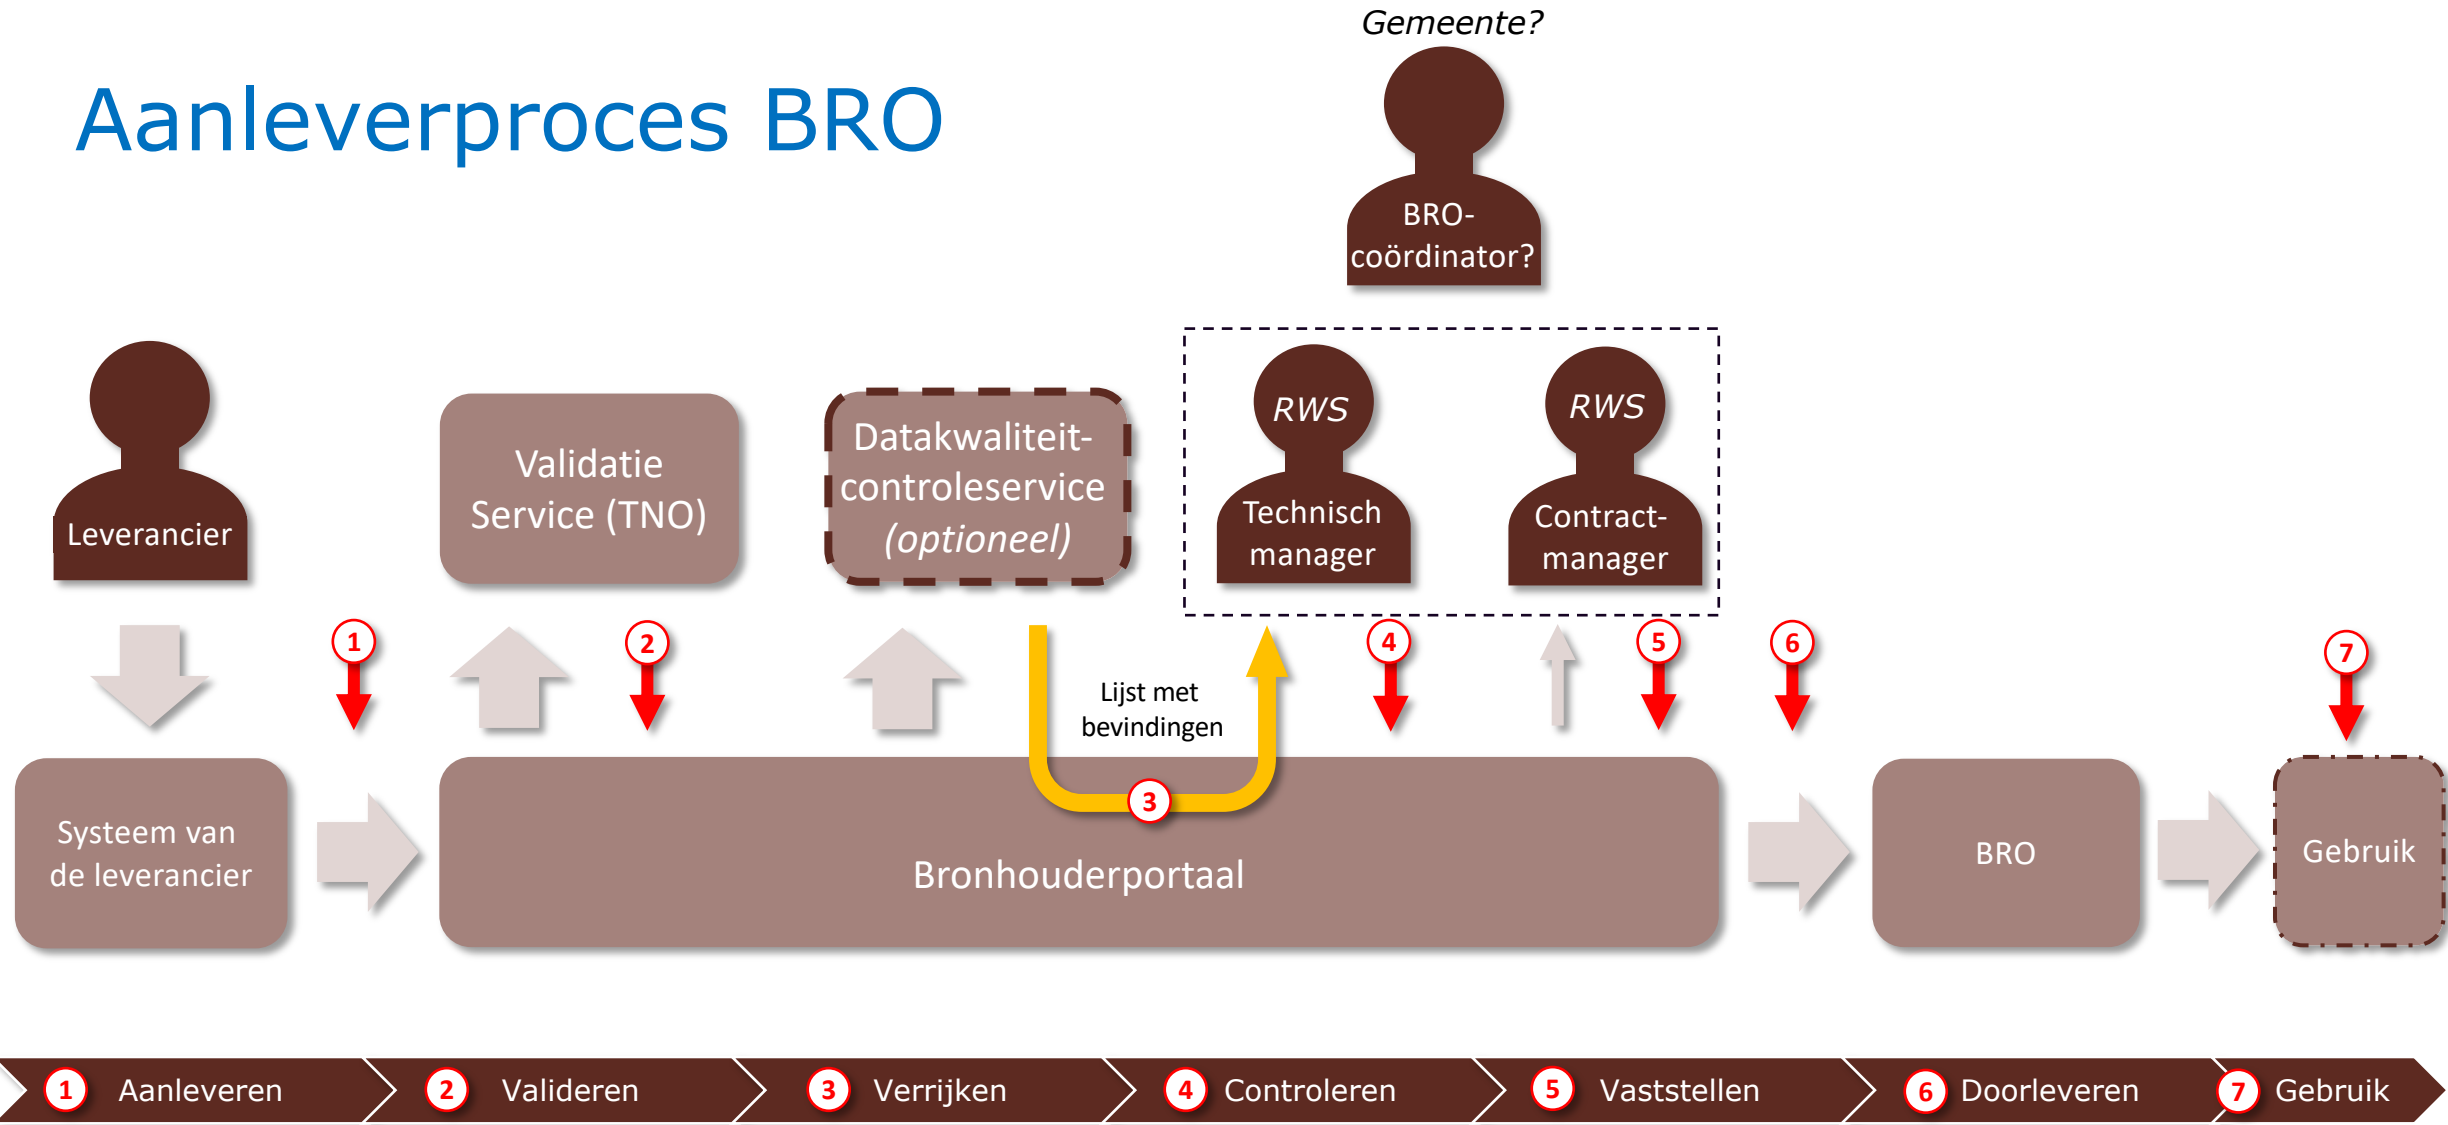 Gemeente?
Aanleverproces BRO
BRO-
coördinator?
Leverancier
Validatie
Service (TNO)
Datakwaliteit-
controleservice
(optioneel)
RWS
Technisch
manager
RWS
Contract-
manager
1
2
4
5
6
7
Lijst met
bevindingen
3
Systeem van
de leverancier
Bronhouderportaal
BRO
Gebruik
1 Aanleveren
2 Valideren
3 Verrijken
4 Controleren
5 Vaststellen
6 Doorleveren
7 Gebruik